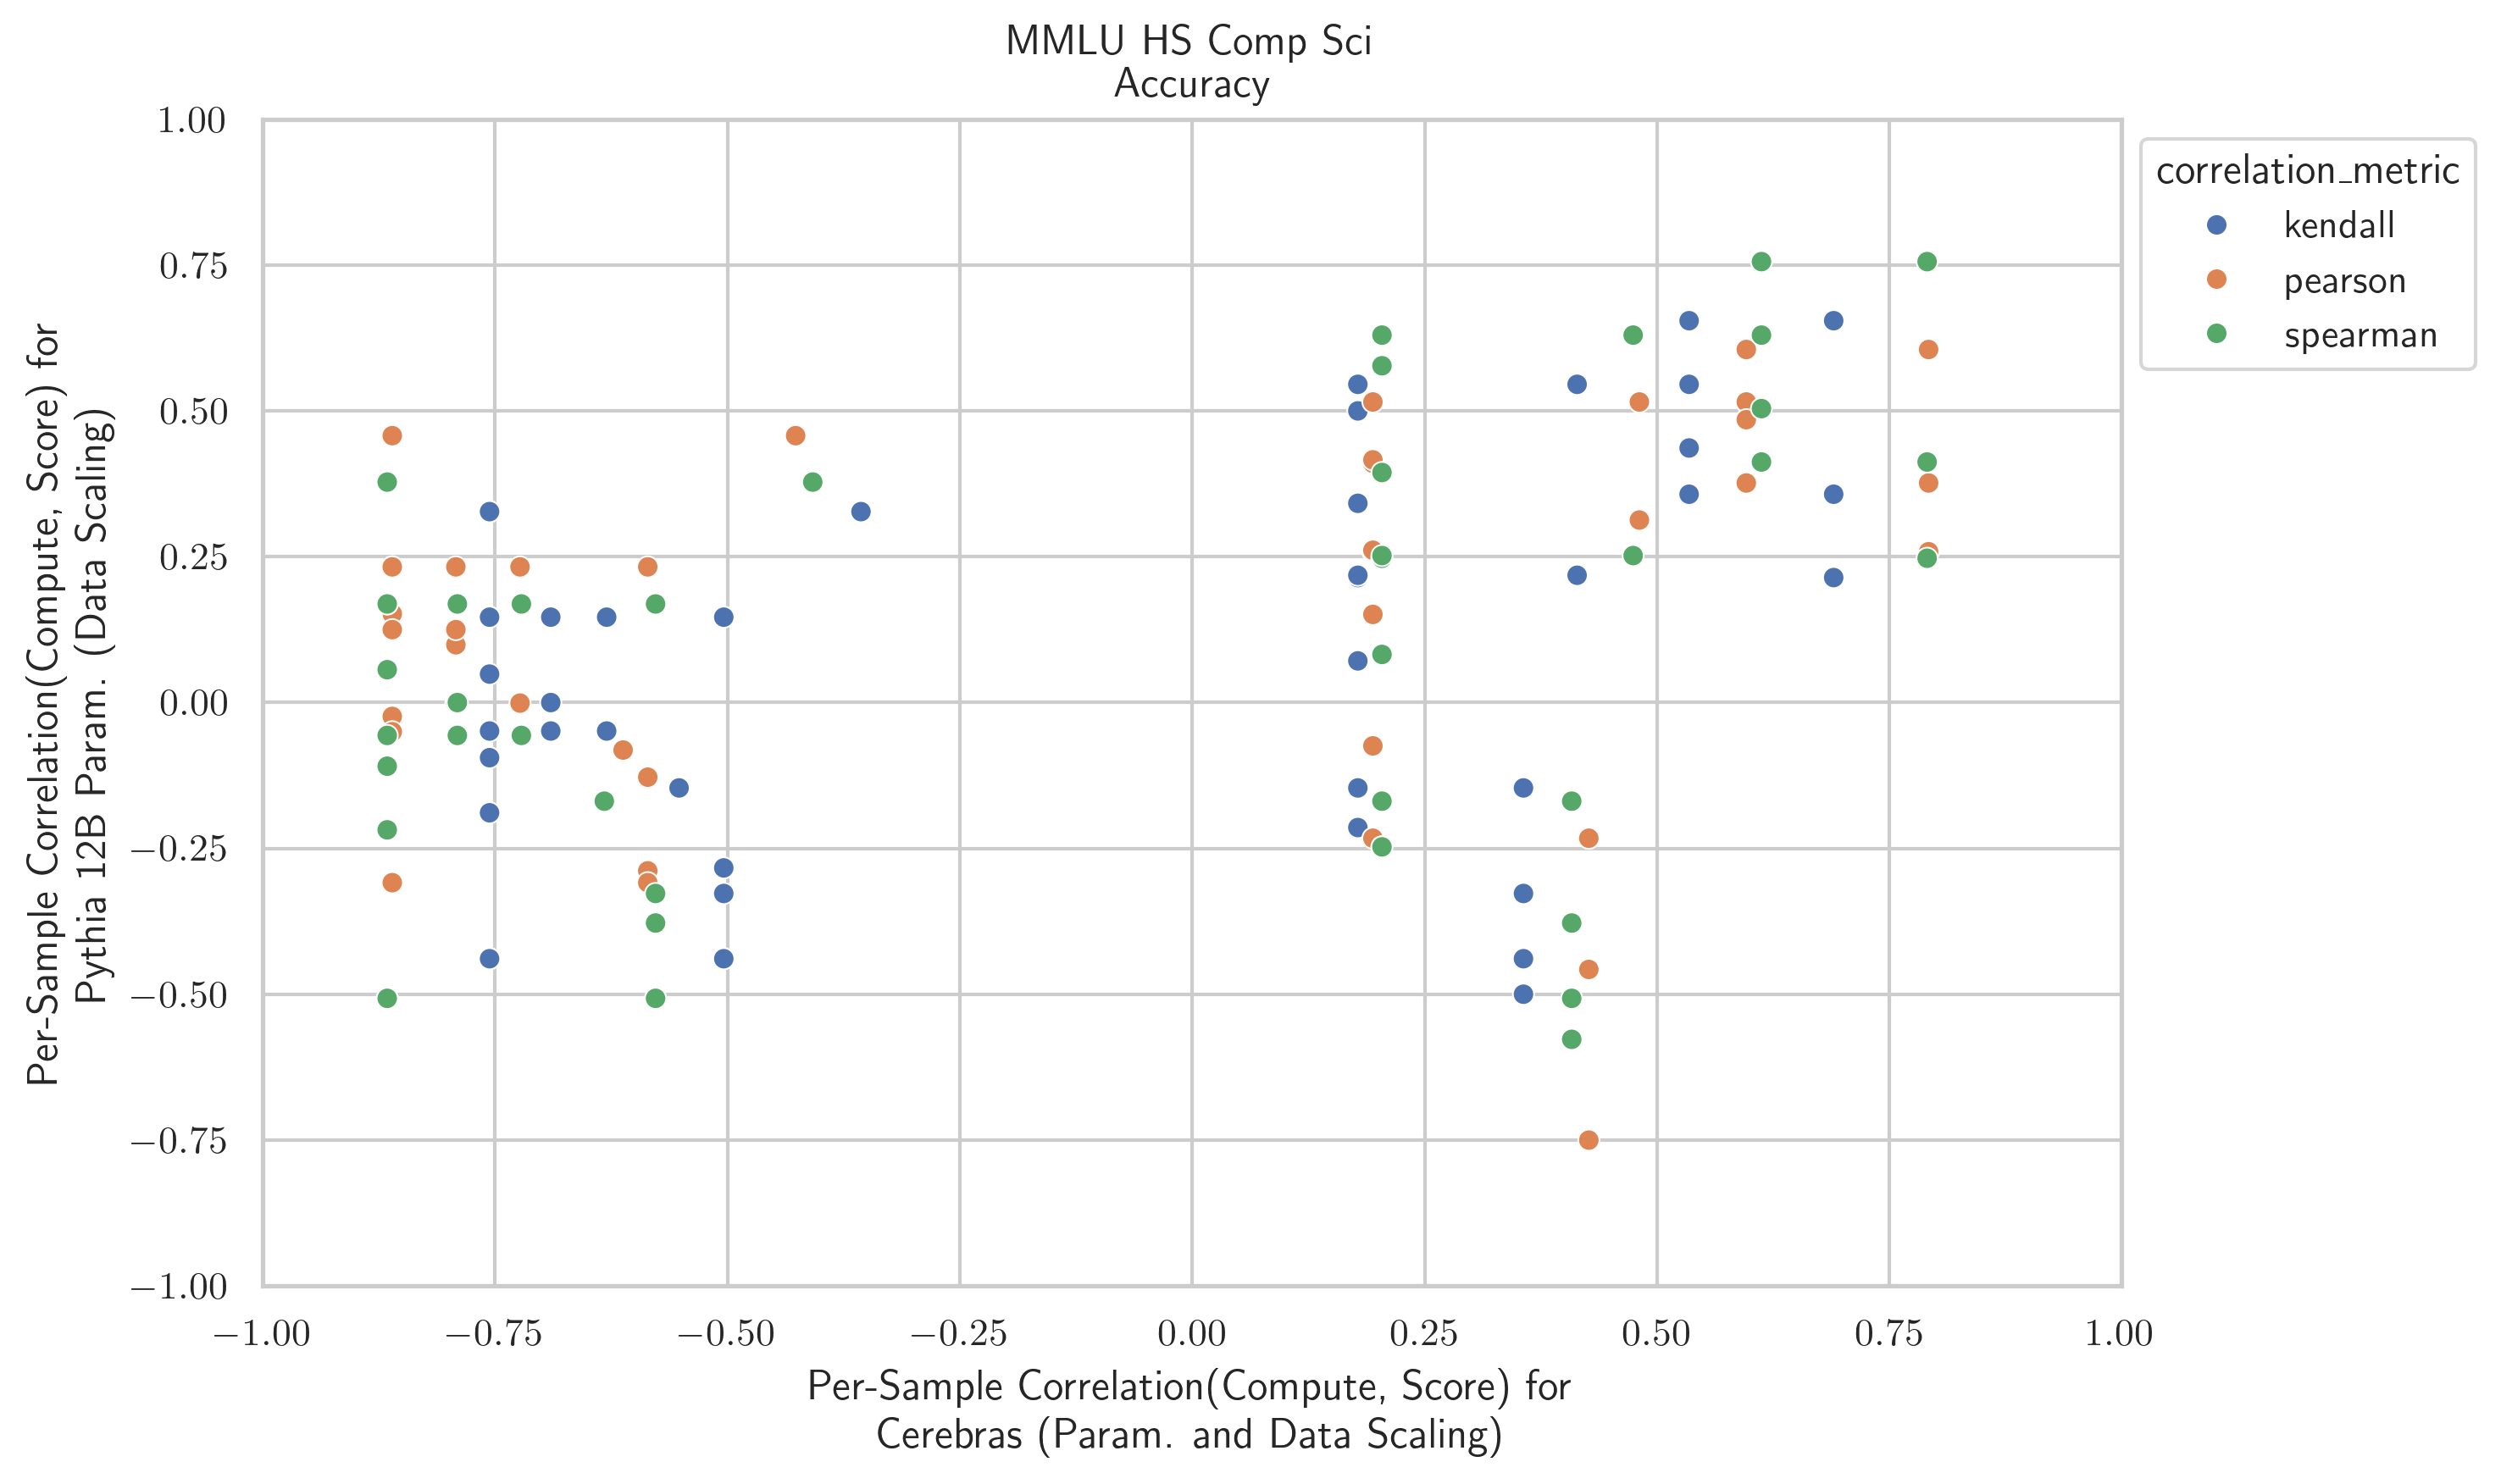 MMLU HS Comp Sci
Accuracy
1.00
0.75
0.50
0.25
0.00
−0.25
−0.50
−0.75
−1.00
Per-Sample Correlation(Compute, Score) for
Pythia 12B Param. (Data Scaling)
correlation_metric
kendall
pearson
spearman
−1.00 −0.75 −0.50 −0.25 0.00 0.25 0.50 0.75 1.00
Per-Sample Correlation(Compute, Score) for
Cerebras (Param. and Data Scaling)